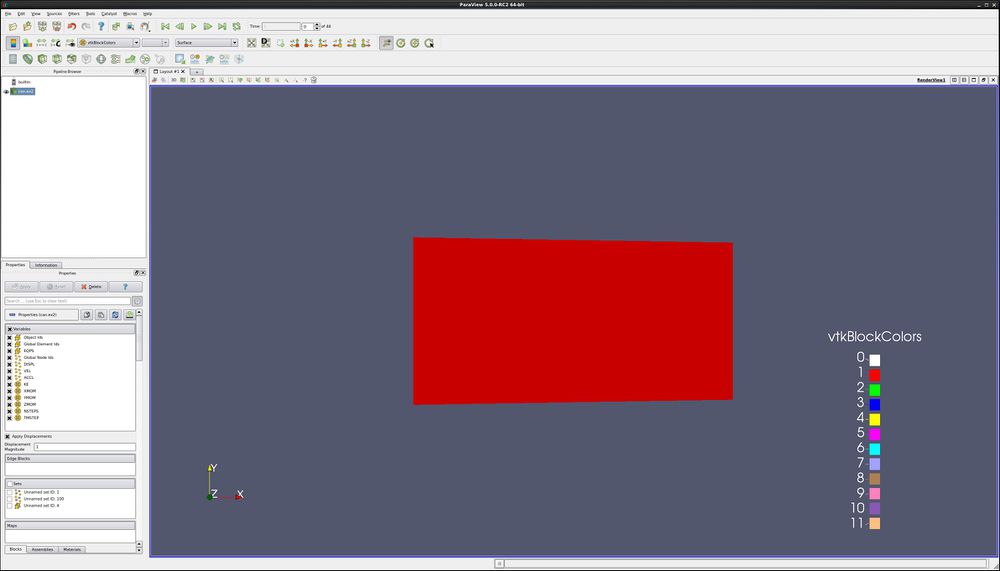 ParaView 5.0.0-RC2 64-bit
File Edit View Sources Filters Tools Catalyst Macros Help
Time: 0 of 44
vtkBlockColors Surface
Pipeline Browser
builtin:
can.ex2
Layout #1
RenderView1
Properties Information
Properties
Apply Reset Delete ?
Search ... (use Esc to clear text)
Properties (can.ex2)
Variables
Object Ids
Global Element Ids
EQPS
Global Node Ids
DISPL
VEL
ACCL
KE
XMOM
YMOM
ZMOM
NSTEPS
TMSTEP
Apply Displacements
Displacement
Magnitude 1
Edge Blocks
Sets
Unnamed set ID: 1
Unnamed set ID: 100
Unnamed set ID: 4
Maps
Blocks Assemblies Materials
Y
Z X
vtkBlockColors
0
1
2
3
4
5
6
7
8
9
10
11